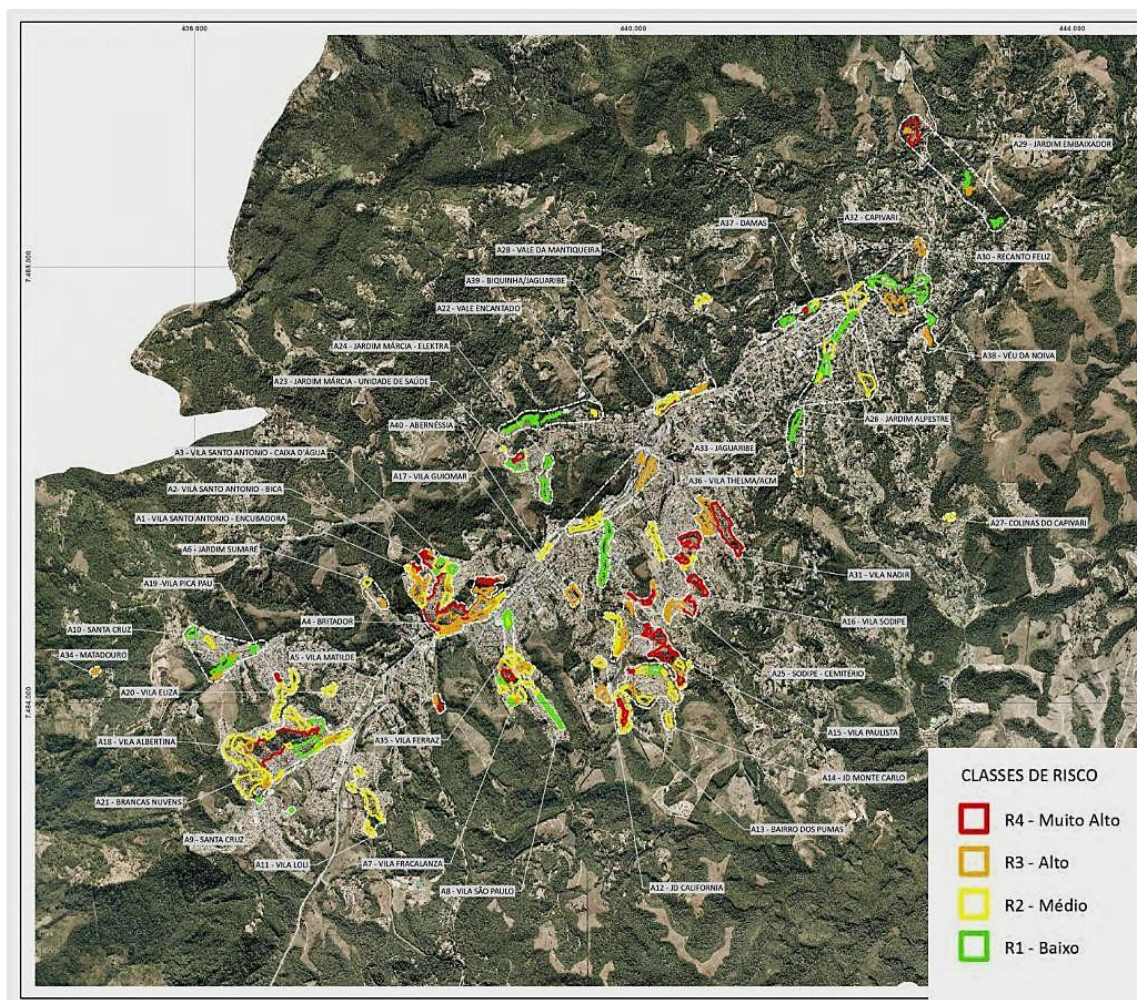 436.000
440.000
444.000
A29 - JARDIM EMBAIXADOR
A32 - CAPIVARI
A37 - DAMAS
A28 - VALE DA MANTIQUEIRA
A30 - RECANTO FELIZ
7.488.000
A39 - BIQUINHA/JAGUARIBE
A22 - VALE ENCANTADO
A24 - JARDIM MÁRCIA - ELEKTRA
A38 - VÉU DA NOIVA
A23 - JARDIM MÁRCIA - UNIDADE DE SAÚDE
A26 - JARDIM ALPESTRE
A40 - ABERNÉSSIA
A33 - JAGUARIBE
A3 - VILA SANTO ANTONIO - CAIXA D'ÁGUA
A17 - VILA GUIOMAR
A36 - VILA THELMA/ACM
A2- VILA SANTO ANTONIO - BICA
A1 - VILA SANTO ANTONIO - ENCUBADORA
A27- COLINAS DO CAPIVARI
A6 - JARDIM SUMARÉ
A31 - VILA NADIR
A19 -VILA PICA PAU
A4 - BRITADOR
A16 - VILA SODIPE
A10 - SANTA CRUZ
A34 - MATADOURO
A5 - VILA MATILDE
A25 - SODIPE - CEMITÉRIO
A20 - VILA ELIZA
7.484.000
A15 - VILA PAULISTA
A18 - VILA ALBERTINA
A35 - VILA FERRAZ
A14 - JD MONTE CARLO
A21 - BRANCAS NUVENS
A13 - BAIRRO DOS PUMAS
A9 - SANTA CRUZ
A11 - VILA LOLI
A7 - VILA FRACALANZA
A8 - VILA SÃO PAULO
A12 - JD CALIFORNIA
CLASSES DE RISCO
R4 - Muito Alto
R3 - Alto
R2 - Médio
R1 - Baixo